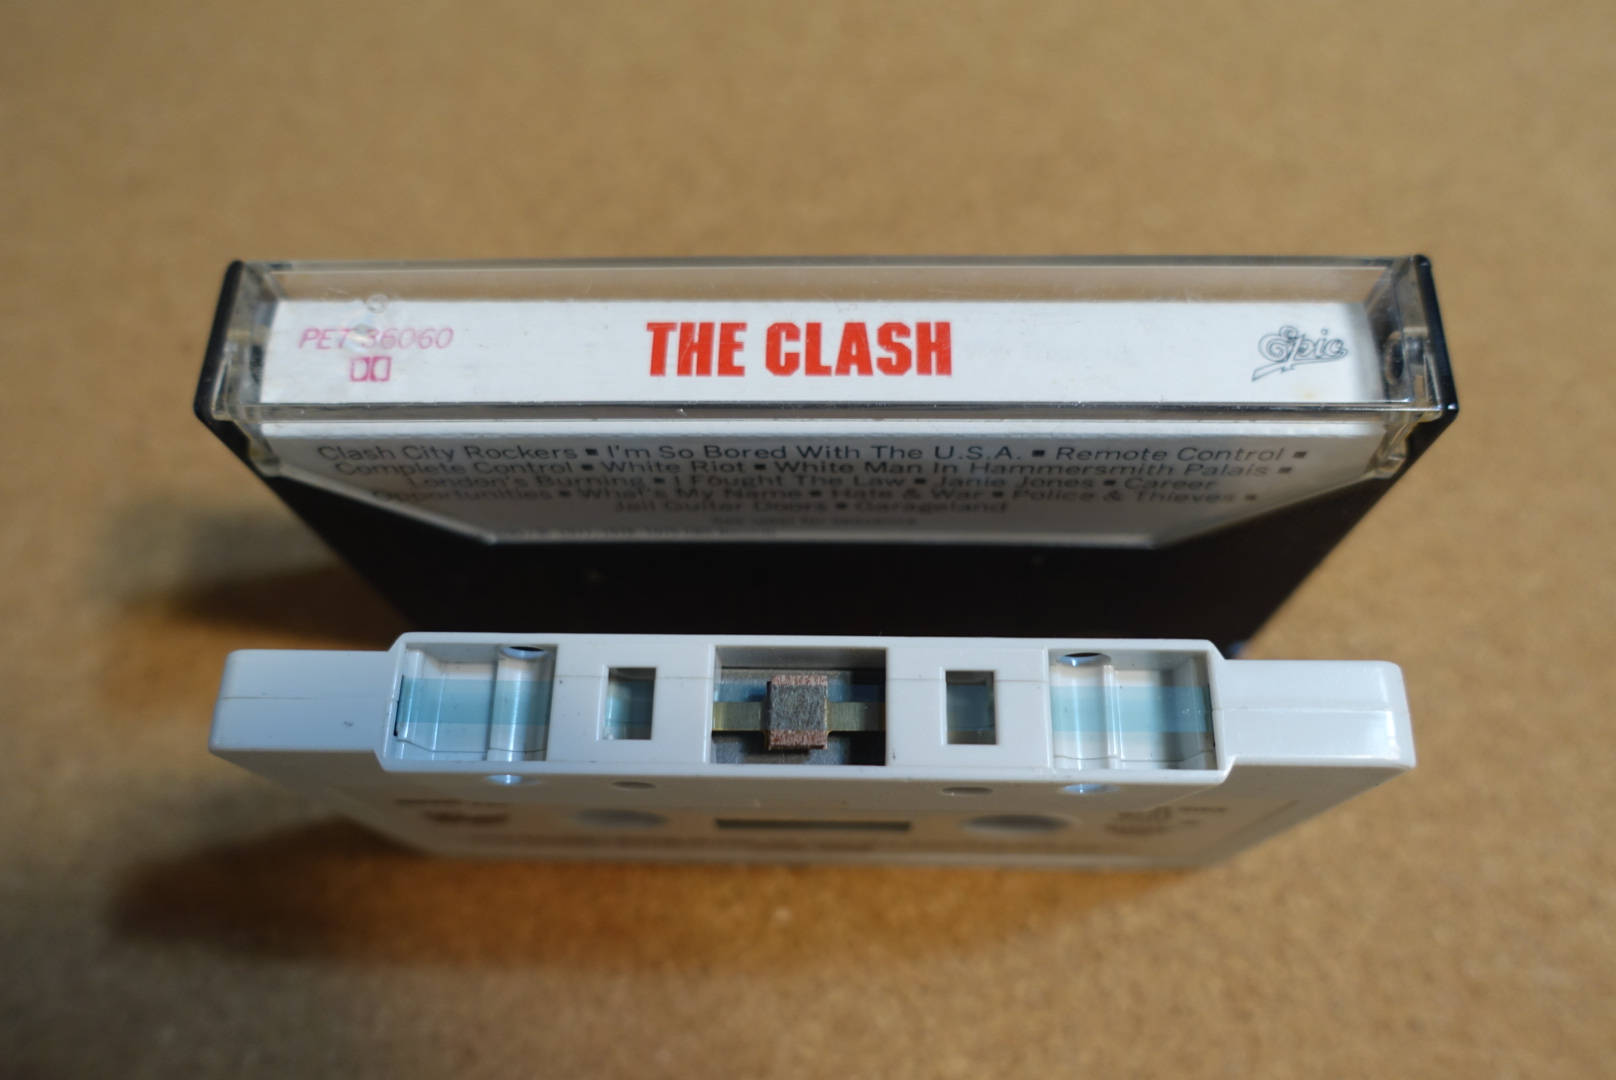 PET 36060
THE CLASH
Epic
Clash City Rockers ■ I'm So Bored With The U.S.A. ■ Remote Control ■
Complete Control ■ White Riot ■ White Man In Hammersmith Palais ■
London's Burning ■ I Fought The Law ■ Janie Jones ■ Career
Opportunities ■ What's My Name ■ Hate & War ■ Police & Thieves ■
Jail Guitar Doors ■ Garageland